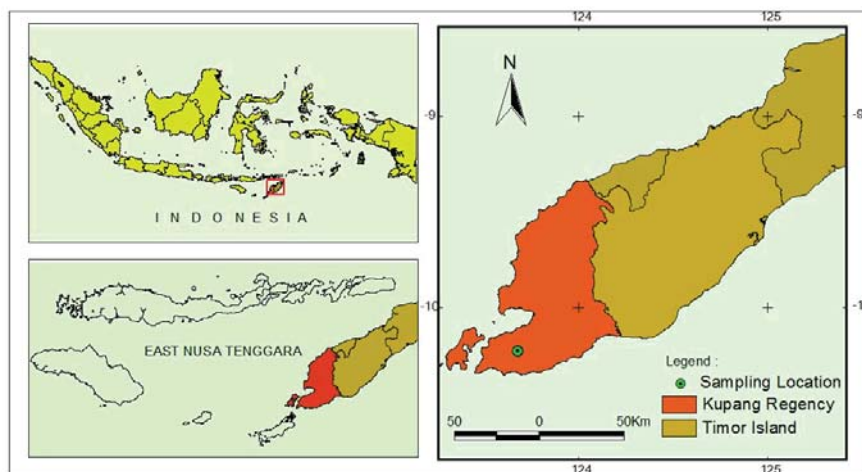 INDONESIA
EAST NUSA TENGGARA
124
125
N
-9
-9
-10
-1
Legend :
Sampling Location
Kupang Regency
Timor Island
50
0
50Km
124
125